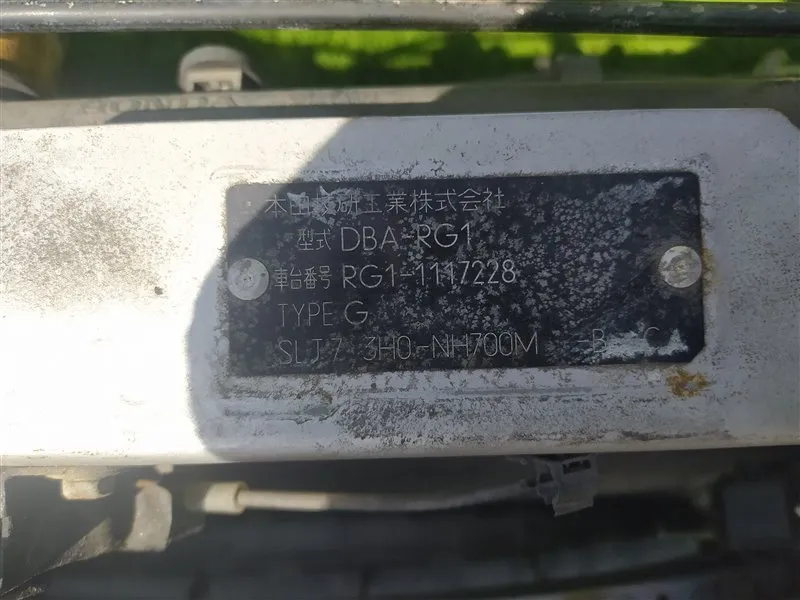 本田技研工業株式会社
型式 DBA-RG1
車台番号 RG1-1117228
TYPE G
SLJ7 3H0-NH700M -B -C